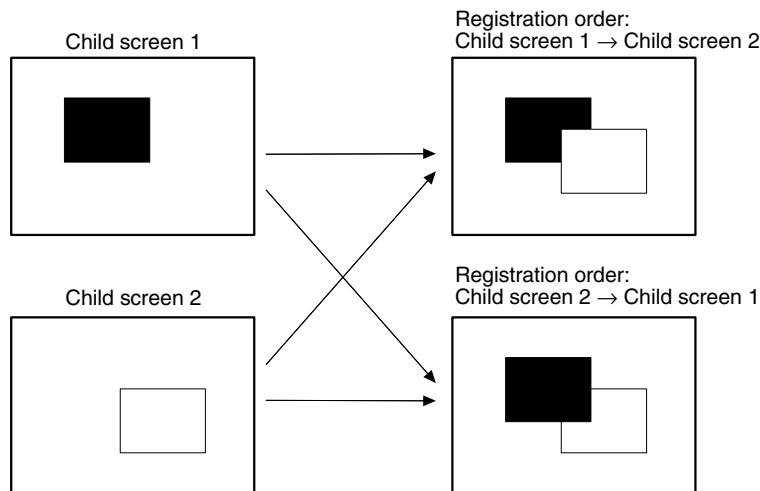 Child screen 1
Registration order:
Child screen 1 → Child screen 2
Child screen 2
Registration order:
Child screen 2 → Child screen 1